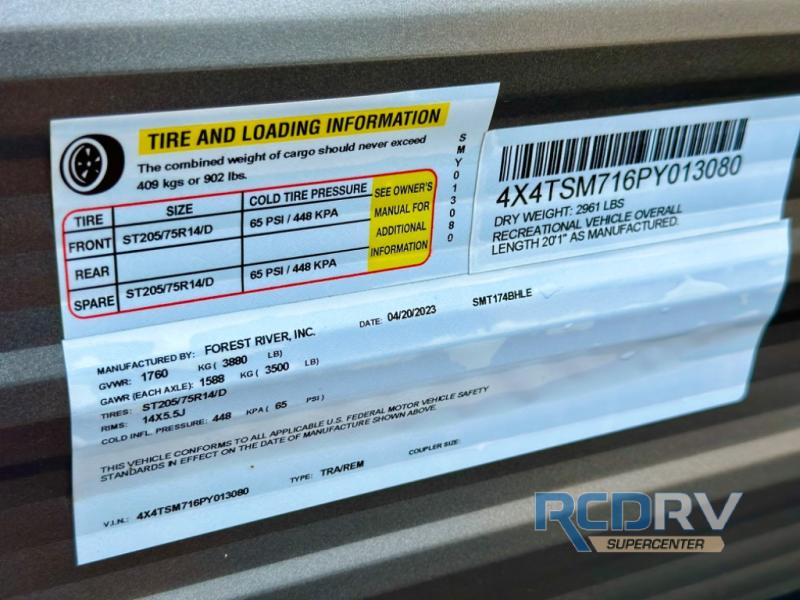 TIRE AND LOADING INFORMATION
The combined weight of cargo should never exceed
409 kgs or 902 lbs.
TIRE SIZE COLD TIRE PRESSURE
FRONT ST205/75R14/D 65 PSI / 448 KPA
REAR
SPARE ST205/75R14/D 65 PSI / 448 KPA
SEE OWNER'S
MANUAL FOR
ADDITIONAL
INFORMATION
SMY013080
4X4TSM716PY013080
DRY WEIGHT: 2961 LBS
RECREATIONAL VEHICLE OVERALL
LENGTH 20'1" AS MANUFACTURED.
MANUFACTURED BY: FOREST RIVER, INC. DATE: 04/20/2023 SMT174BHLE
GVWR: 1760 KG ( 3880 LB)
GAWR (EACH AXLE): 1588 KG ( 3500 LB)
TIRES: ST205/75R14/D
RIMS: 14X5.5J
COLD INFL. PRESSURE: 448 KPA ( 65 PSI )
THIS VEHICLE CONFORMS TO ALL APPLICABLE U.S. FEDERAL MOTOR VEHICLE SAFETY
STANDARDS IN EFFECT ON THE DATE OF MANUFACTURE SHOWN ABOVE.
V.I.N.: 4X4TSM716PY013080 TYPE: TRA/REM COUPLER SIZE:
RCDRV
SUPERCENTER